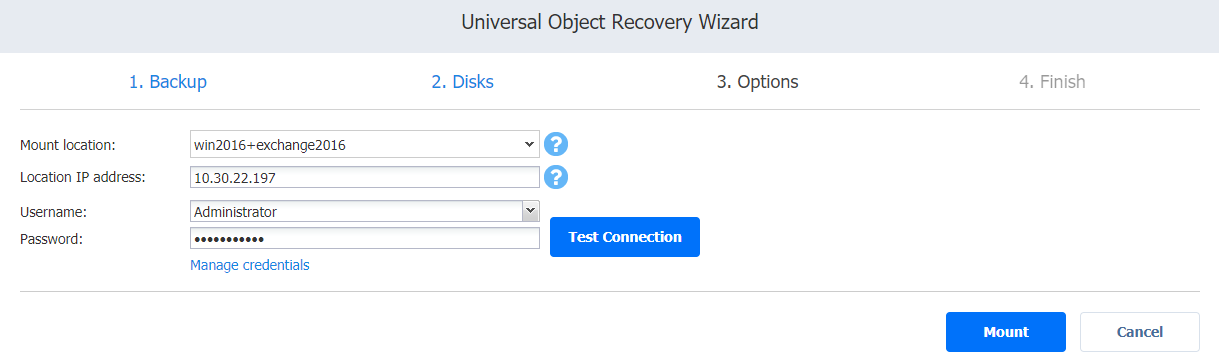 Universal Object Recovery Wizard
1. Backup 2. Disks 3. Options 4. Finish
Mount location: win2016+exchange2016 ?
Location IP address: 10.30.22.197 ?
Username: Administrator
Password: •••••••••••
Test Connection
Manage credentials
Mount Cancel